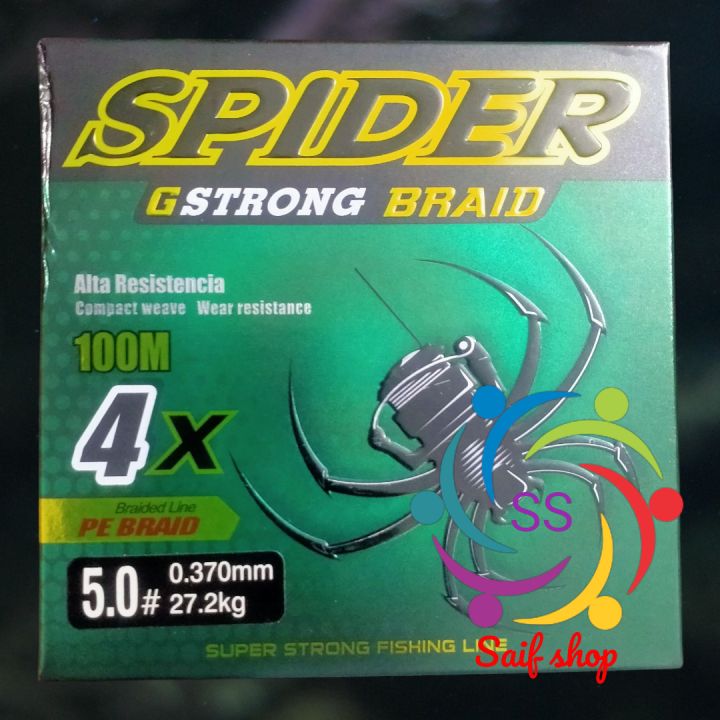 SPIDER
G STRONG BRAID
Alta Resistencia
Compact weave Wear resistance
100M
4x
Braided Line
PE BRAID
5.0# 0.370mm
27.2kg
SS
SUPER STRONG FISHING LINE
Saif shop